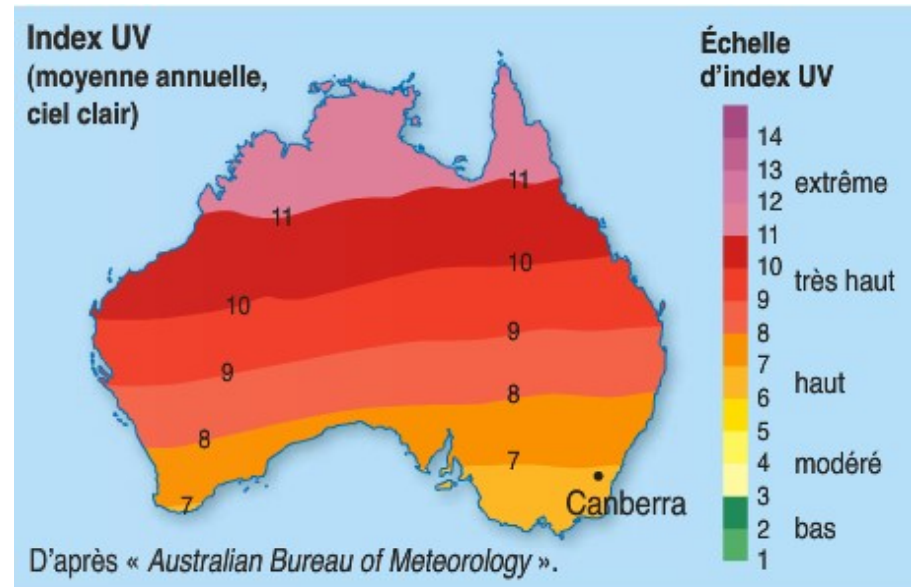 Index UV
(moyenne annuelle,
ciel clair)
Échelle
d'index UV
14
13
12
11
10
9
8
7
6
5
4
3
2
1
extrême
très haut
haut
modéré
bas
11
11
10
10
9
9
8
8
7
7
Canberra
D'après « Australian Bureau of Meteorology ».